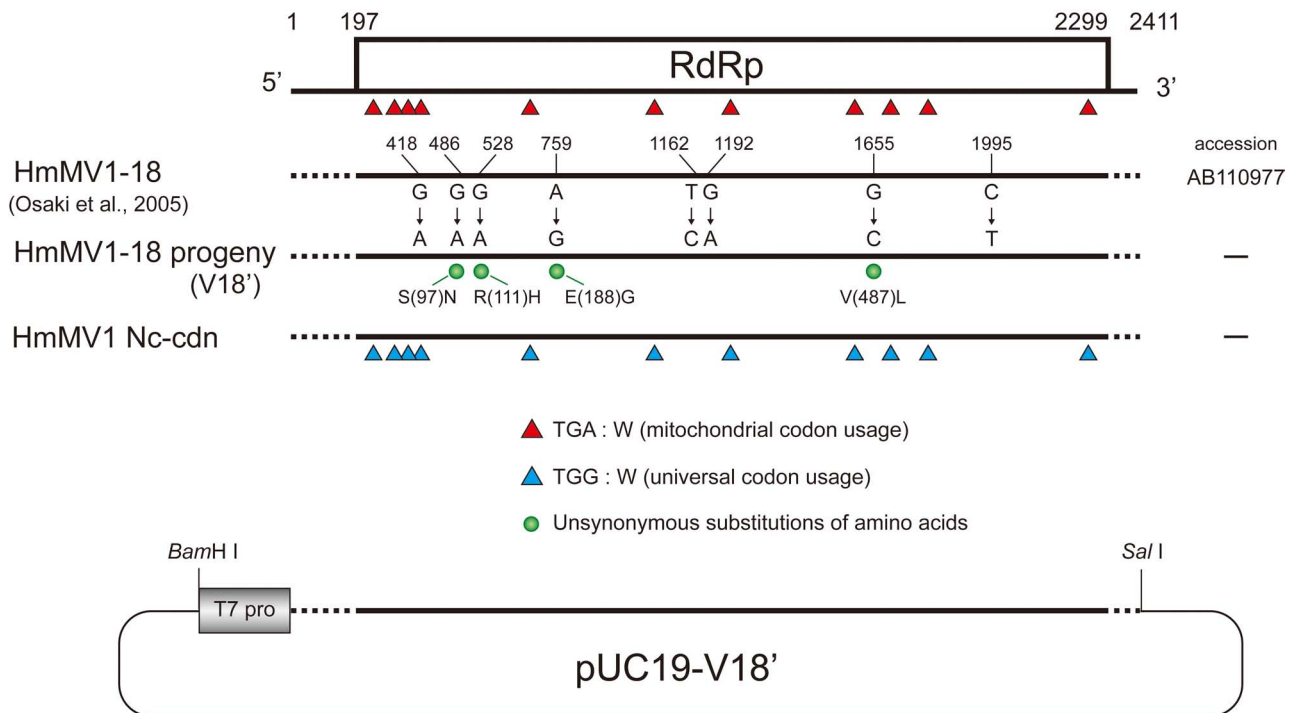 1 197 2299 2411
RdRp
5’ 3’
418 486 528 759 1162 1192 1655 1995 accession
HmMV1-18 AB110977
(Osaki et al., 2005) G G G A T G G C
A A A G C A C T
HmMV1-18 progeny –
(V18’)
S(97)N R(111)H E(188)G V(487)L
HmMV1 Nc-cdn –
TGA : W (mitochondrial codon usage)
TGG : W (universal codon usage)
Unsynonymous substitutions of amino acids
BamH I Sal I
T7 pro
pUC19-V18’